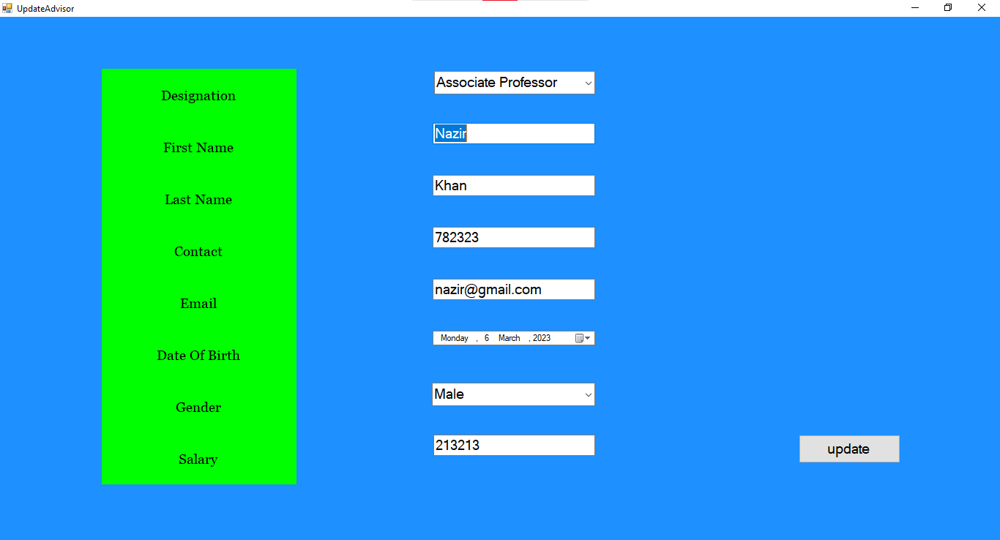 UpdateAdvisor
Designation
Associate Professor
First Name
Nazir
Last Name
Khan
Contact
782323
Email
nazir@gmail.com
Date Of Birth
Monday , 6 March , 2023
Gender
Male
Salary
213213
update